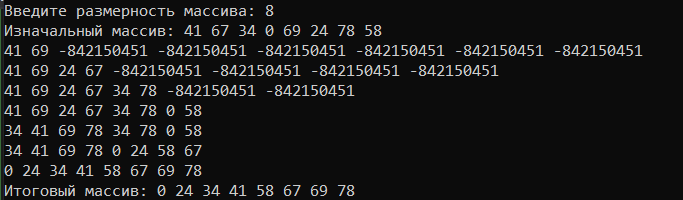 Введите размерность массива: 8
Изначальный массив: 41 67 34 0 69 24 78 58
41 69 -842150451 -842150451 -842150451 -842150451 -842150451 -842150451
41 69 24 67 -842150451 -842150451 -842150451 -842150451
41 69 24 67 34 78 -842150451 -842150451
41 69 24 67 34 78 0 58
34 41 69 78 34 78 0 58
34 41 69 78 0 24 58 67
0 24 34 41 58 67 69 78
Итоговый массив: 0 24 34 41 58 67 69 78